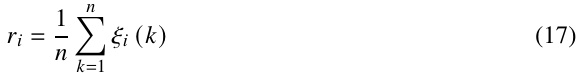 $r_i = \frac{1}{n} \sum_{k=1}^{n} \xi_i (k)$ (17)